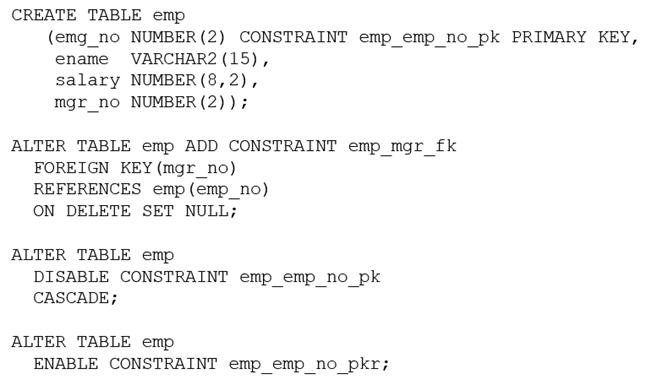 CREATE TABLE emp
(emg_no NUMBER(2) CONSTRAINT emp_emp_no_pk PRIMARY KEY,
ename VARCHAR2(15),
salary NUMBER(8,2),
mgr_no NUMBER(2));
ALTER TABLE emp ADD CONSTRAINT emp_mgr_fk
FOREIGN KEY(mgr_no)
REFERENCES emp(emp_no)
ON DELETE SET NULL;
ALTER TABLE emp
DISABLE CONSTRAINT emp_emp_no_pk
CASCADE;
ALTER TABLE emp
ENABLE CONSTRAINT emp_emp_no_pkr;